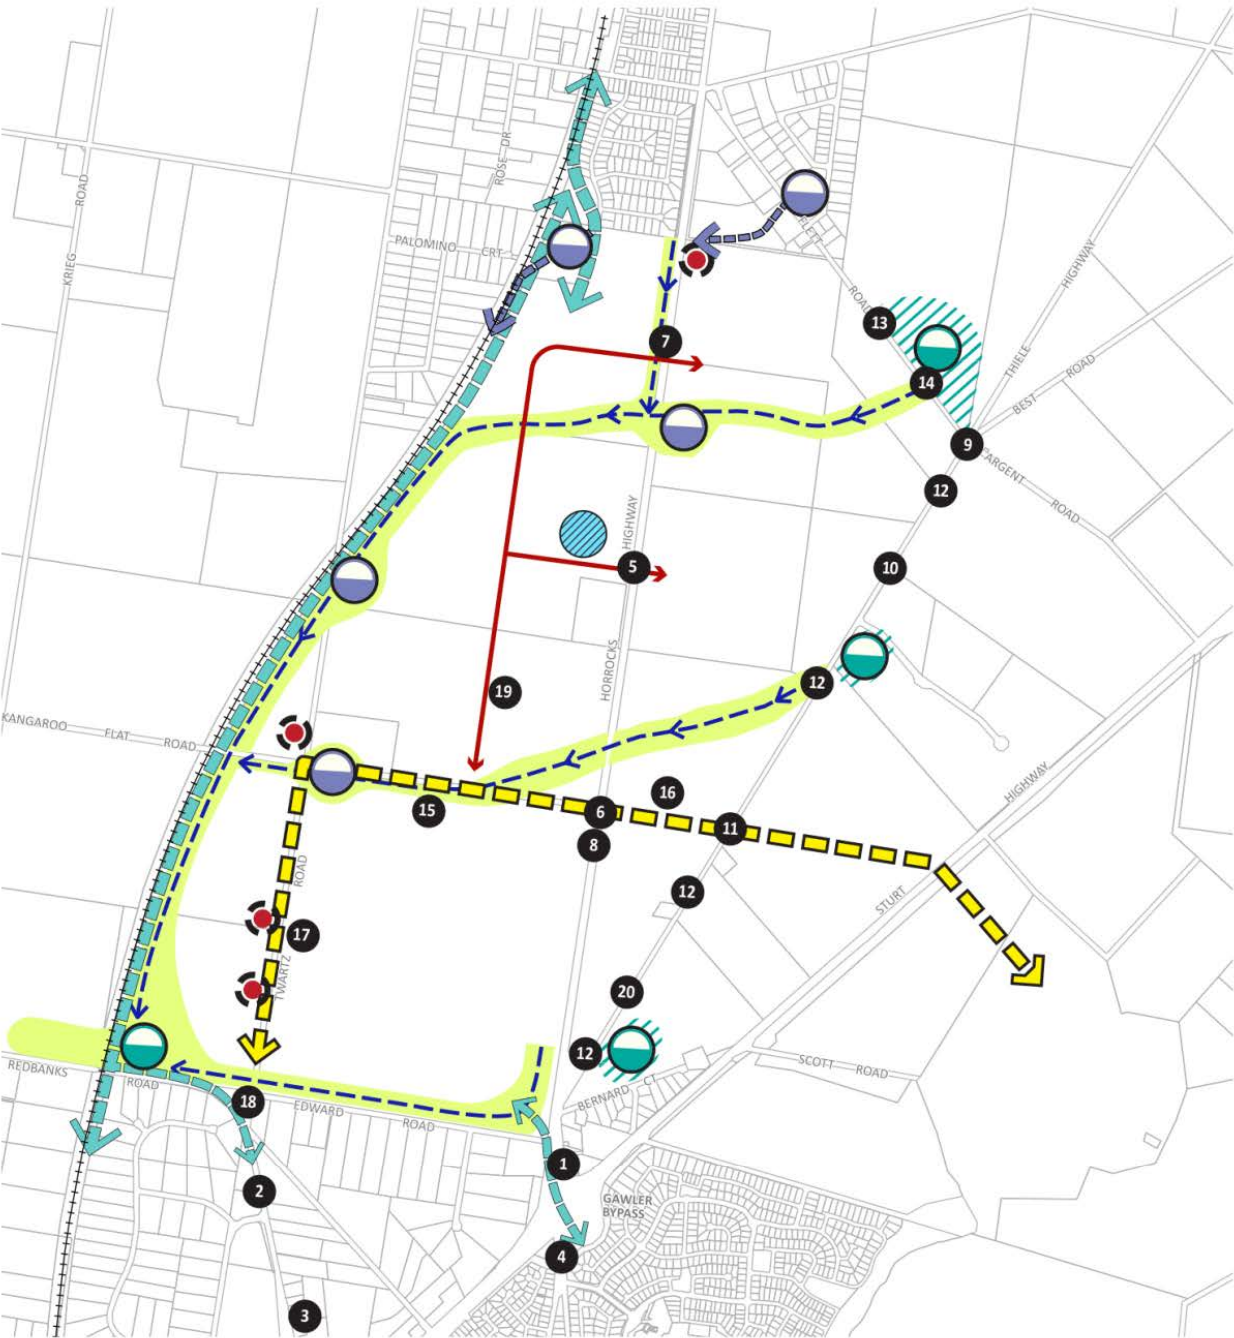 ROSE DR
KRIEG ROAD
PALOMINO CRT
ROAD
HIGHWAY
THIELE
13
7
14
BEST ROAD
9
ARGENT ROAD
12
HIGHWAY
5
10
HORROCKS
12
19
KANGAROO FLAT ROAD
HIGHWAY
16
15
6
11
8
ROAD
12
STURT
17
TWARTZ
20
12
SCOTT ROAD
REDBANKS ROAD
BERNARD CT
18
EDWARD ROAD
1
2
GAWLER
BYPASS
4
3